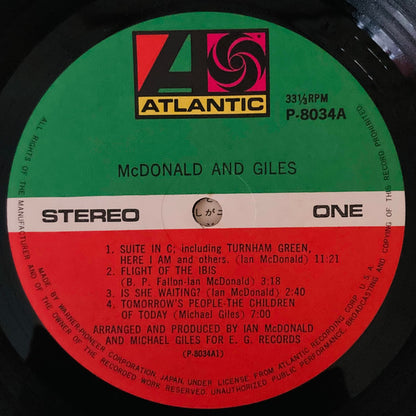 ATLANTIC
33⅓RPM
P-8034A
McDONALD AND GILES
STEREO
ONE
1. SUITE IN C, including TURNHAM GREEN,
HERE I AM and others. (Ian McDonald) 11:21
2. FLIGHT OF THE IBIS
(B. P. Fallon-Ian McDonald) 3:18
3. IS SHE WAITING? (Ian McDonald) 2:40
4. TOMORROW'S PEOPLE-THE CHILDREN
OF TODAY (Michael Giles) 7:00
ARRANGED AND PRODUCED BY IAN McDONALD
AND MICHAEL GILES FOR E. G. RECORDS
(P-8034A1)
ALL RIGHTS OF THE MANUFACTURER AND OF THE OWNER OF THE RECORDED WORK RESERVED. UNAUTHORIZED PUBLIC PERFORMANCE, BROADCASTING AND COPYING OF THIS RECORD PROHIBITED.
MADE BY WARNER-PIONEER CORPORATION JAPAN, UNDER LICENSE FROM ATLANTIC RECORDING CORP. U.S.A.